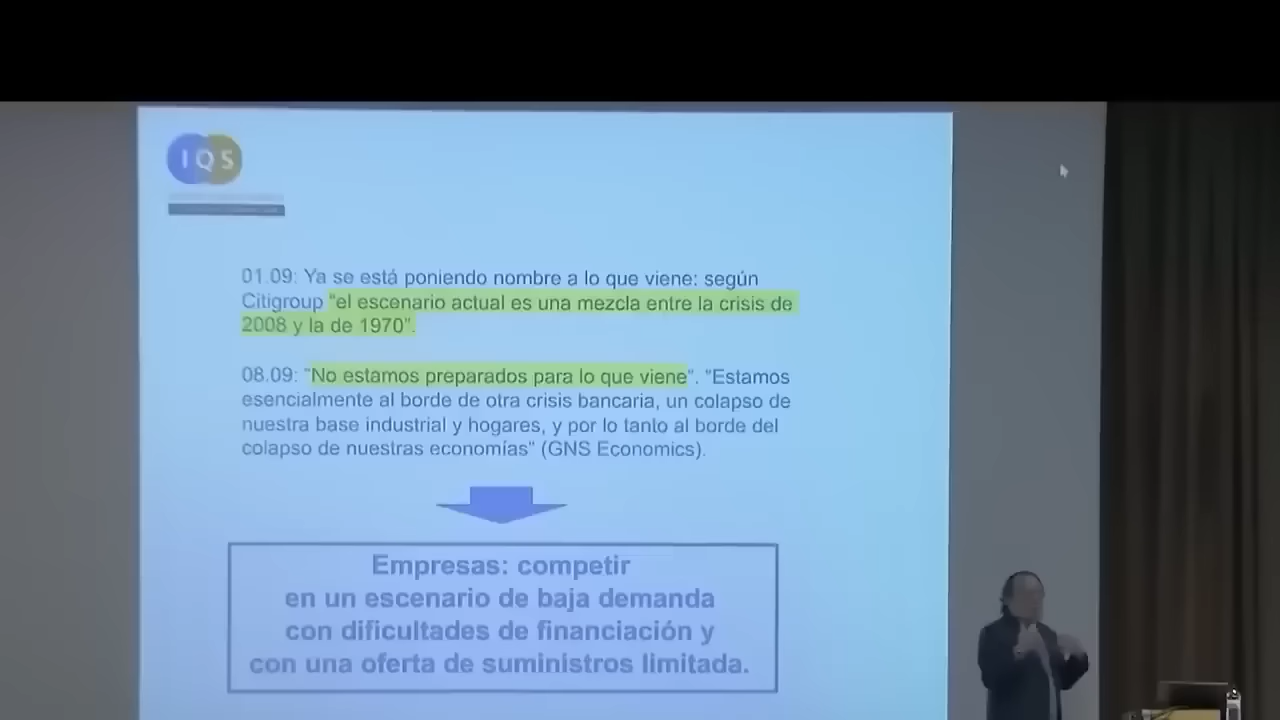 IQS
01.09: Ya se está poniendo nombre a lo que viene: según
Citigroup "el escenario actual es una mezcla entre la crisis de
2008 y la de 1970".
08.09: "No estamos preparados para lo que viene". "Estamos
esencialmente al borde de otra crisis bancaria, un colapso de
nuestra base industrial y hogares, y por lo tanto al borde del
colapso de nuestras economías" (GNS Economics).
Empresas: competir
en un escenario de baja demanda
con dificultades de financiación y
con una oferta de suministros limitada.